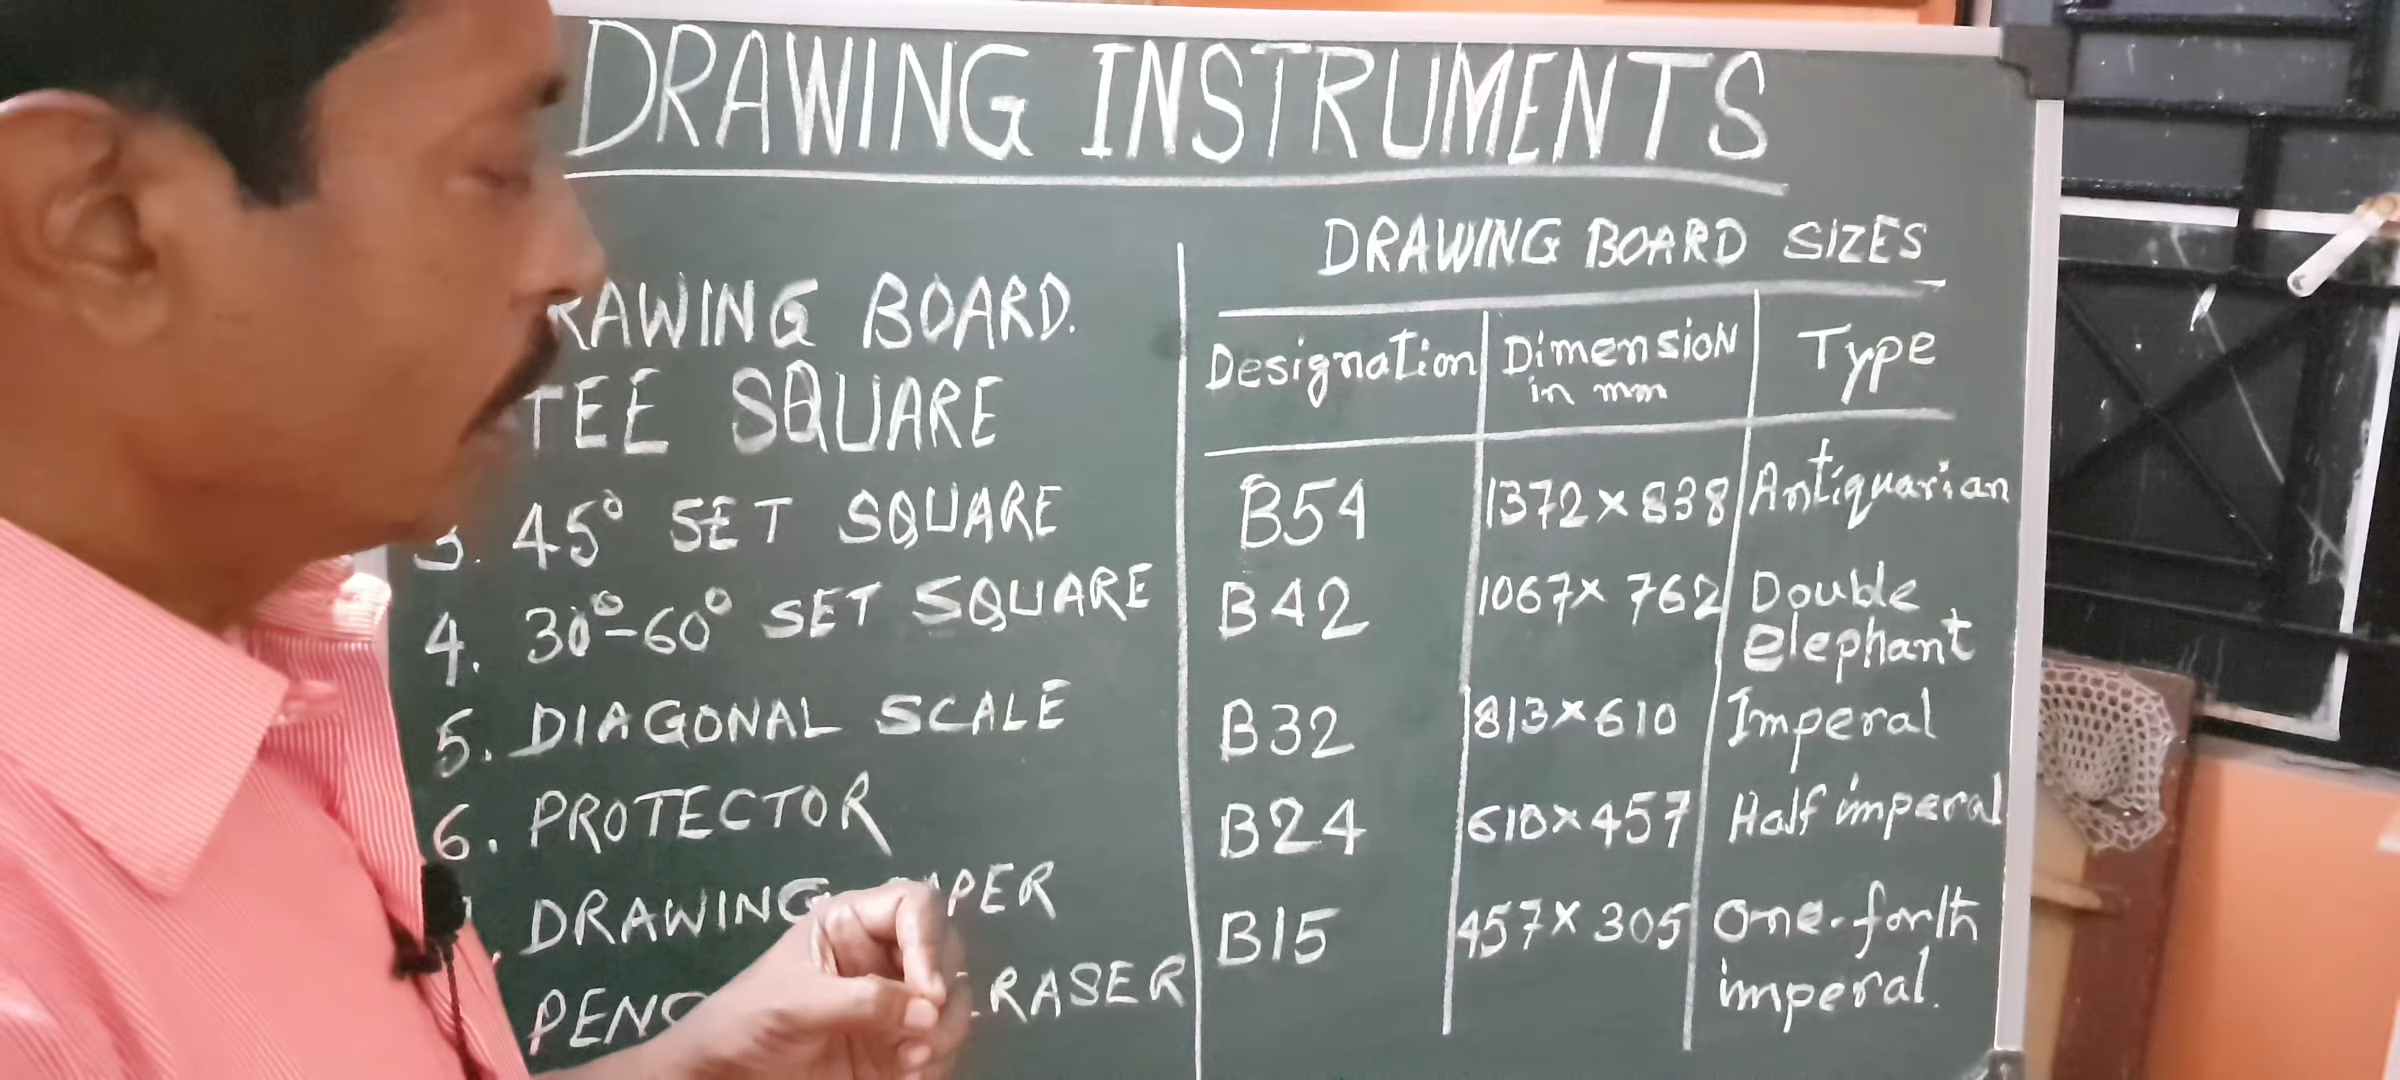 DRAWING INSTRUMENTS
RAWING BOARD.
TEE SQUARE
3. 45° SET SQUARE
4. 30°-60° SET SQUARE
5. DIAGONAL SCALE
6. PROTECTOR
DRAWING PER
PENC RASER
DRAWING BOARD SIZES
Designation Dimension in mm Type
B54 1372 × 838 Antiquarian
B42 1067 × 762 Double
elephant
B32 813 × 610 Imperal
B24 610 × 457 Half imperal
B15 457 × 305 One-forth
imperal.